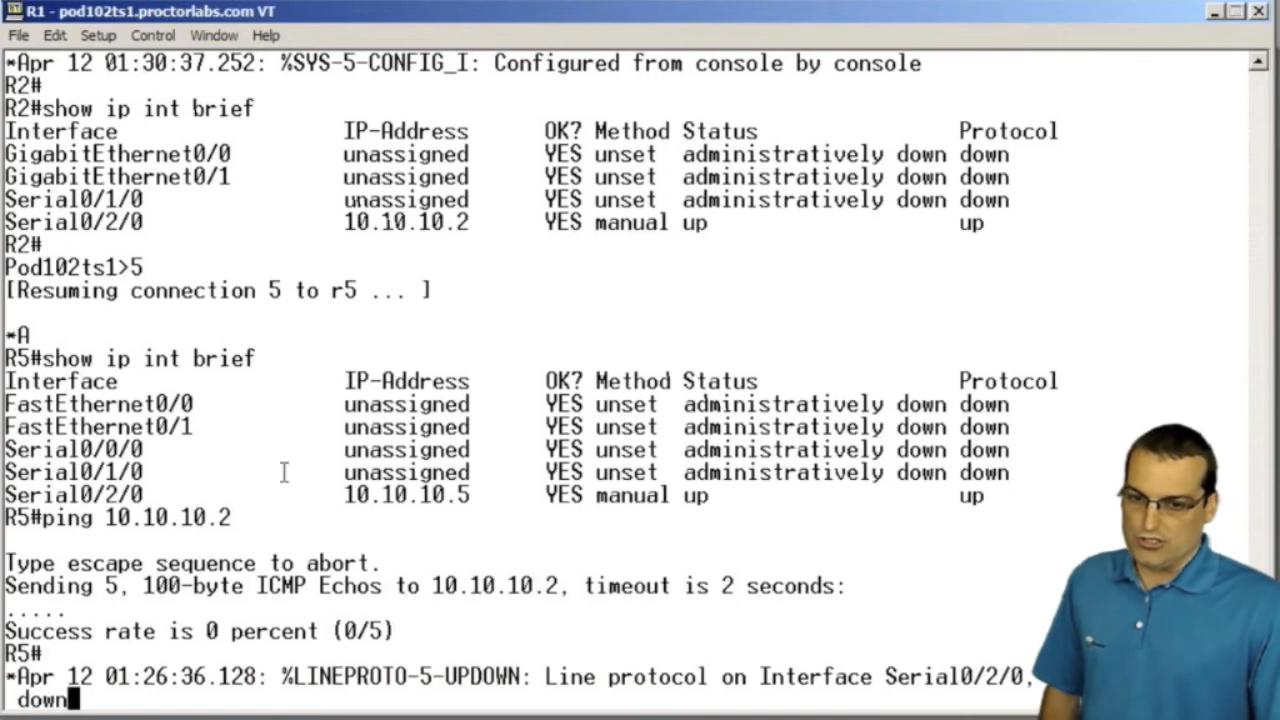 R1 - pod102ts1.proctorlabs.com VT
File Edit Setup Control Window Help
*Apr 12 01:30:37.252: %SYS-5-CONFIG_I: Configured from console by console
R2#
R2#show ip int brief
Interface IP-Address OK? Method Status Protocol
GigabitEthernet0/0 unassigned YES unset administratively down down
GigabitEthernet0/1 unassigned YES unset administratively down down
Serial0/1/0 unassigned YES unset administratively down down
Serial0/2/0 10.10.10.2 YES manual up up
R2#
Pod102ts1>5
[Resuming connection 5 to r5 ... ]
*A
R5#show ip int brief
Interface IP-Address OK? Method Status Protocol
FastEthernet0/0 unassigned YES unset administratively down down
FastEthernet0/1 unassigned YES unset administratively down down
Serial0/0/0 unassigned YES unset administratively down down
Serial0/1/0 unassigned YES unset administratively down down
Serial0/2/0 10.10.10.5 YES manual up up
R5#ping 10.10.10.2
Type escape sequence to abort.
Sending 5, 100-byte ICMP Echos to 10.10.10.2, timeout is 2 seconds:
.....
Success rate is 0 percent (0/5)
R5#
*Apr 12 01:26:36.128: %LINEPROTO-5-UPDOWN: Line protocol on Interface Serial0/2/0,
down